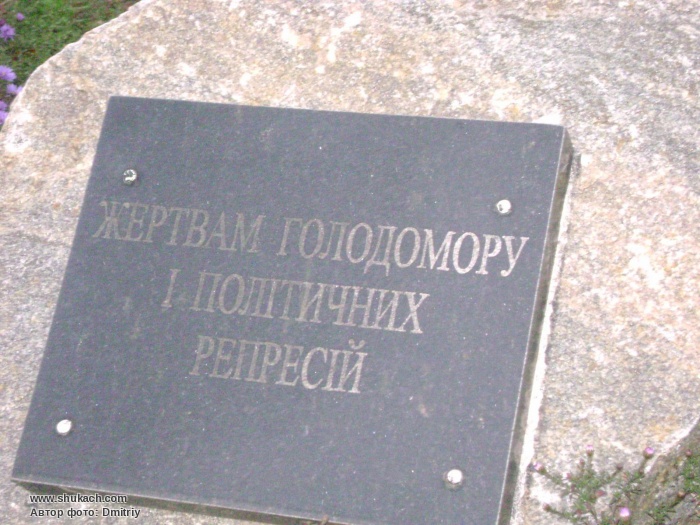 ЖЕРТВАМ ГОЛОДОМОРУ
І ПОЛІТИЧНИХ
РЕПРЕСІЙ
www.shukach.com
Автор фото: Dmitriy